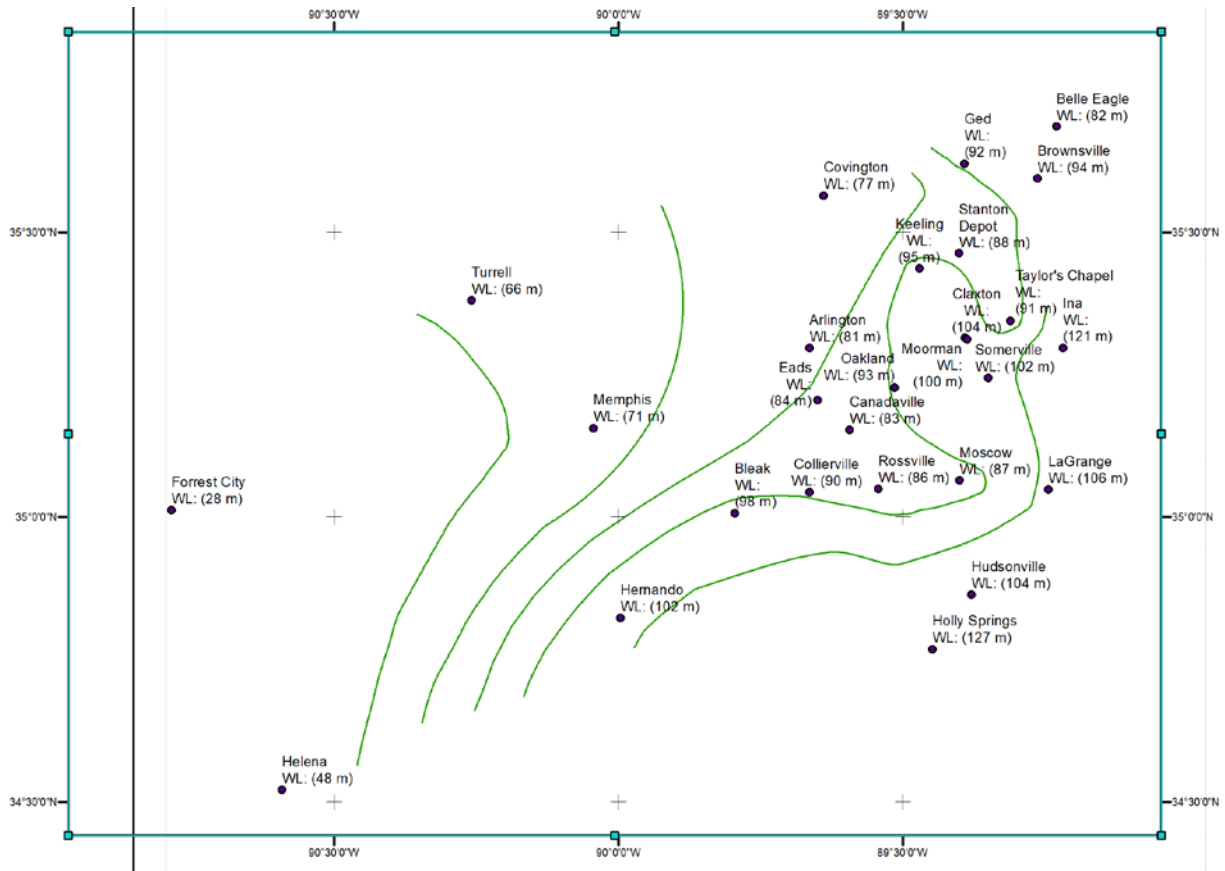 90°30'0"W
90°0'0"W
89°30'0"W
Belle Eagle
WL: (82 m)
Ged
WL:
(92 m)
Brownsville
WL: (94 m)
Covington
WL: (77 m)
35°30'0"N
35°30'0"N
Stanton
Depot
WL: (88 m)
Keeling
WL:
(95 m)
Turrell
WL: (66 m)
Taylor's Chapel
WL:
(91 m)
Claxton
WL:
(104 m)
Ina
WL:
(121 m)
Arlington
WL: (81 m)
Oakland
WL: (93 m)
Moorman
WL:
(100 m)
Somerville
WL: (102 m)
Eads
WL:
(84 m)
Memphis
WL: (71 m)
Canadaville
WL: (83 m)
Forrest City
WL: (28 m)
Bleak
WL:
(98 m)
Collierville
WL: (90 m)
Rossville
WL: (86 m)
Moscow
WL: (87 m)
LaGrange
WL: (106 m)
35°0'0"N
35°0'0"N
Hernando
WL: (102 m)
Hudsonville
WL: (104 m)
Holly Springs
WL: (127 m)
Helena
WL: (48 m)
34°30'0"N
34°30'0"N
90°30'0"W
90°0'0"W
89°30'0"W